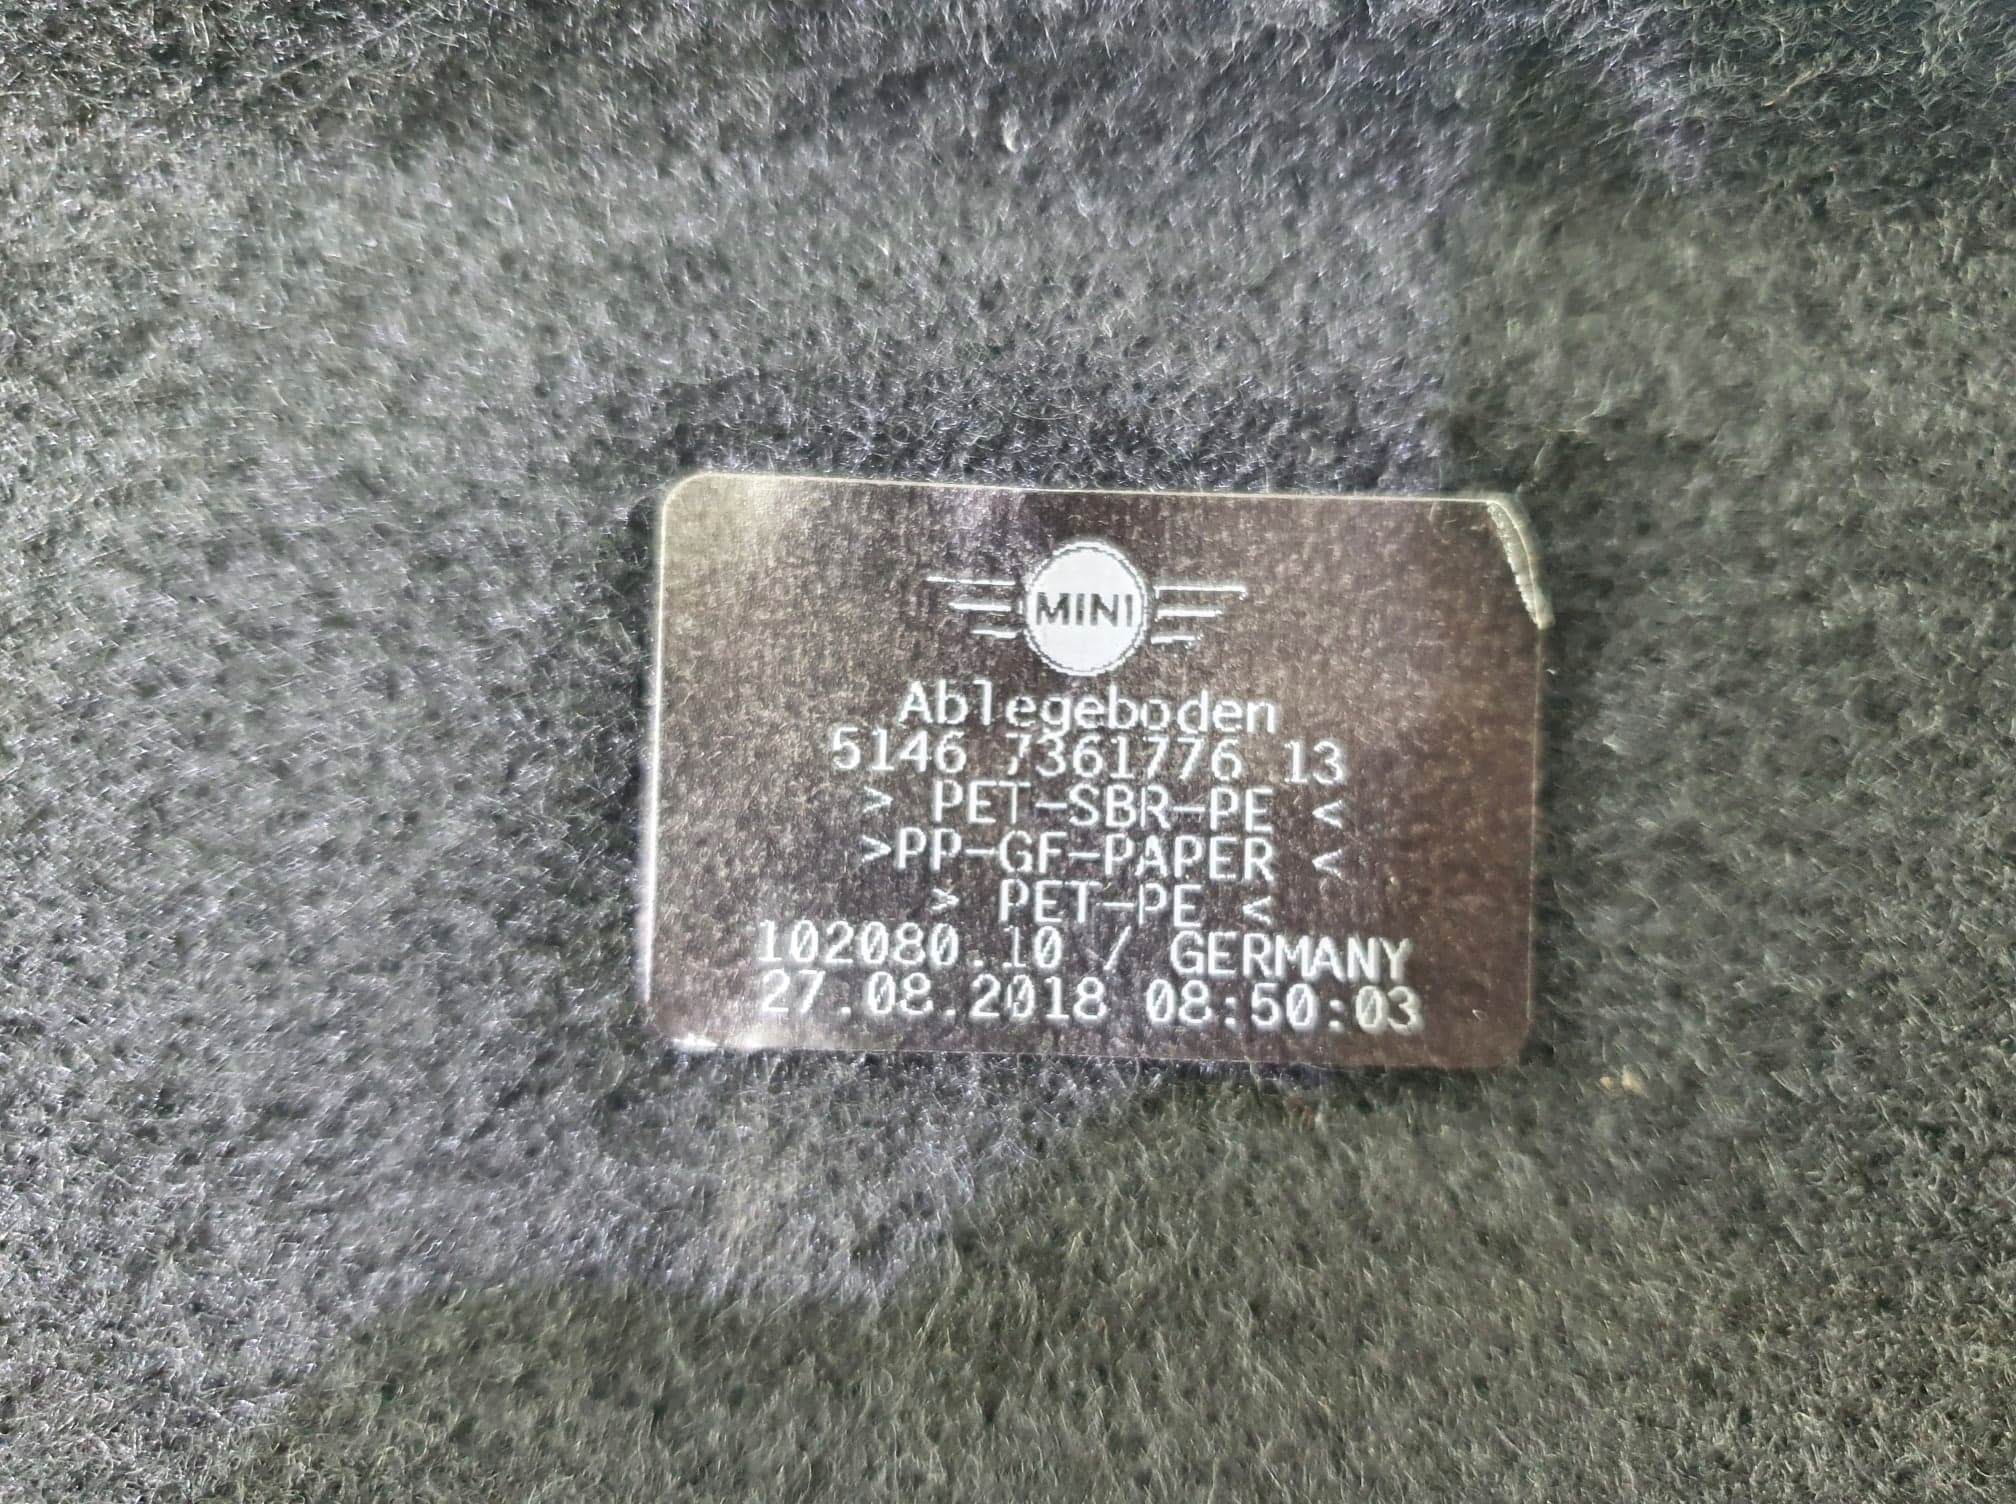 MINI
Ablegeboden
5146 7361776 13
> PET-SBR-PE <
>PP-GF-PAPER <
> PET-PE <
102080.10 / GERMANY
27.08.2018 08:50:03